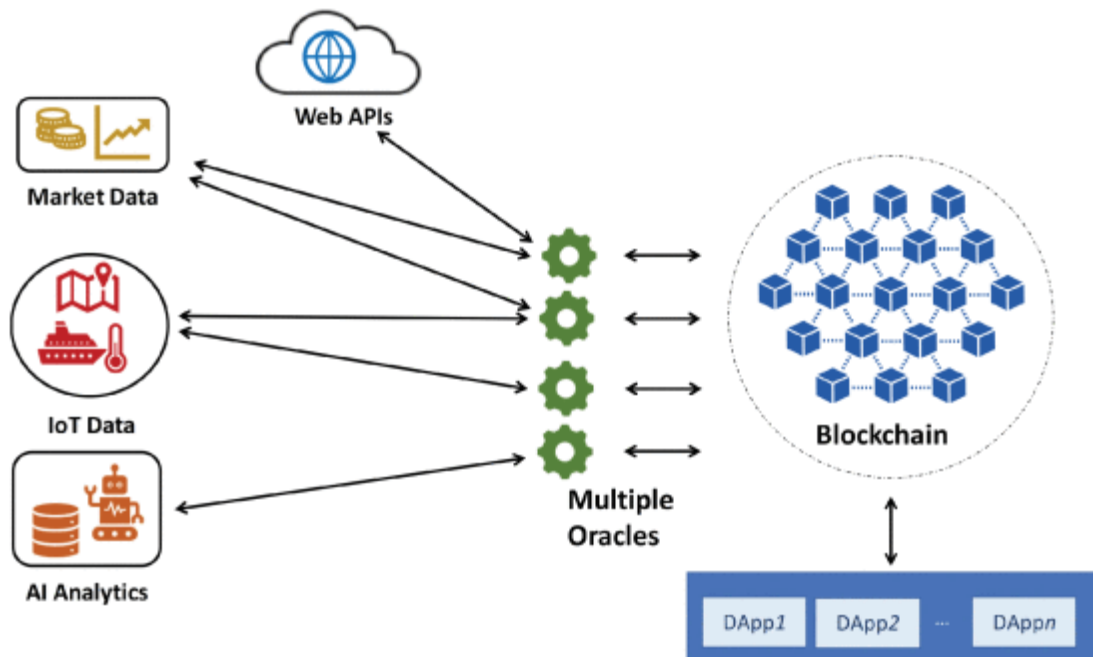 Web APIs
Market Data
IoT Data
AI Analytics
Multiple
Oracles
Blockchain
DApp1
DApp2
...
DAppn